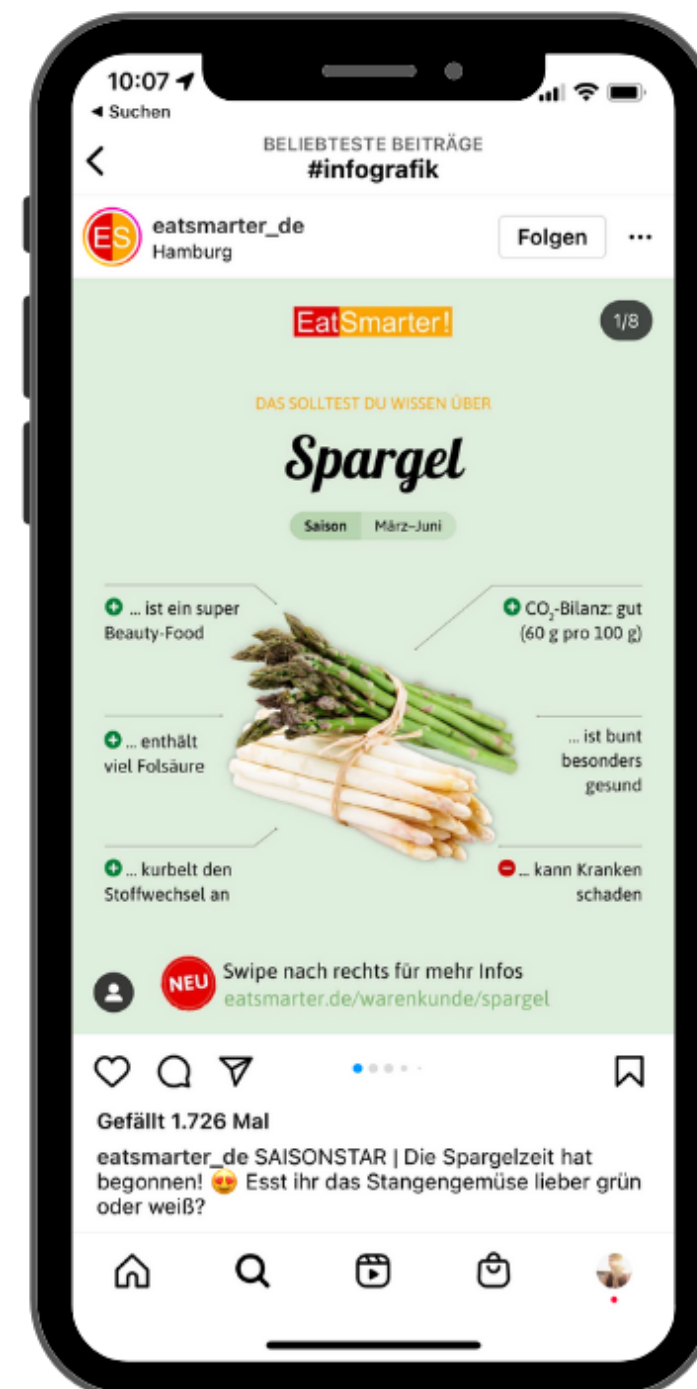 10:07
◄ Suchen
BELIEBTESTE BEITRÄGE
#infografik
ES
eatsmarter_de
Hamburg
Folgen
EatSmarter!
1/8
DAS SOLLTEST DU WISSEN ÜBER
Spargel
Saison März–Juni
... ist ein super
Beauty-Food
CO₂-Bilanz: gut
(60 g pro 100 g)
... enthält
viel Folsäure
... ist bunt
besonders
gesund
... kurbelt den
Stoffwechsel an
... kann Kranken
schaden
NEU
Swipe nach rechts für mehr Infos
eatsmarter.de/warenkunde/spargel
Gefällt 1.726 Mal
eatsmarter_de SAISONSTAR | Die Spargelzeit hat
begonnen! 😍 Esst ihr das Stangengemüse lieber grün
oder weiß?